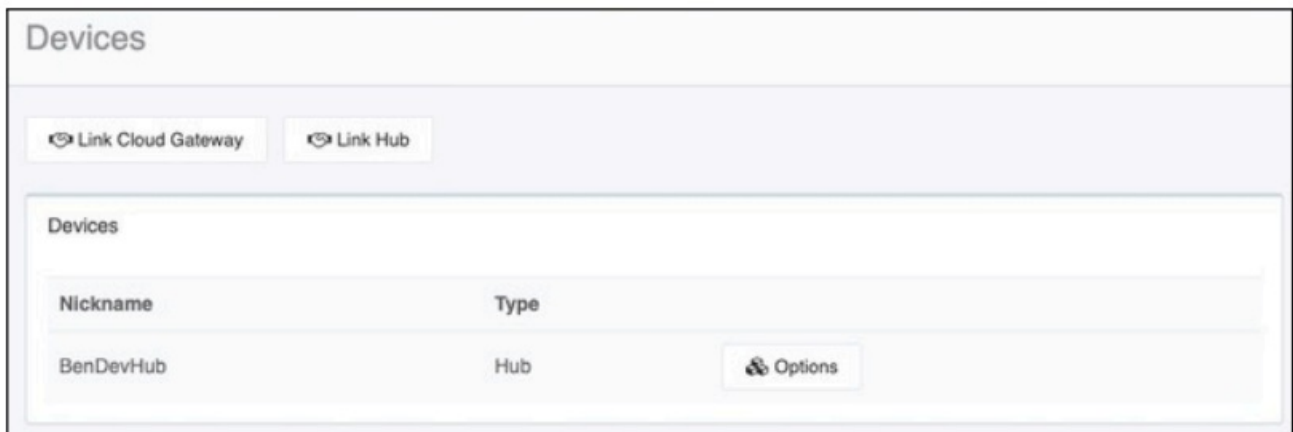 Devices
Link Cloud Gateway Link Hub
Devices
Nickname Type
BenDevHub Hub Options